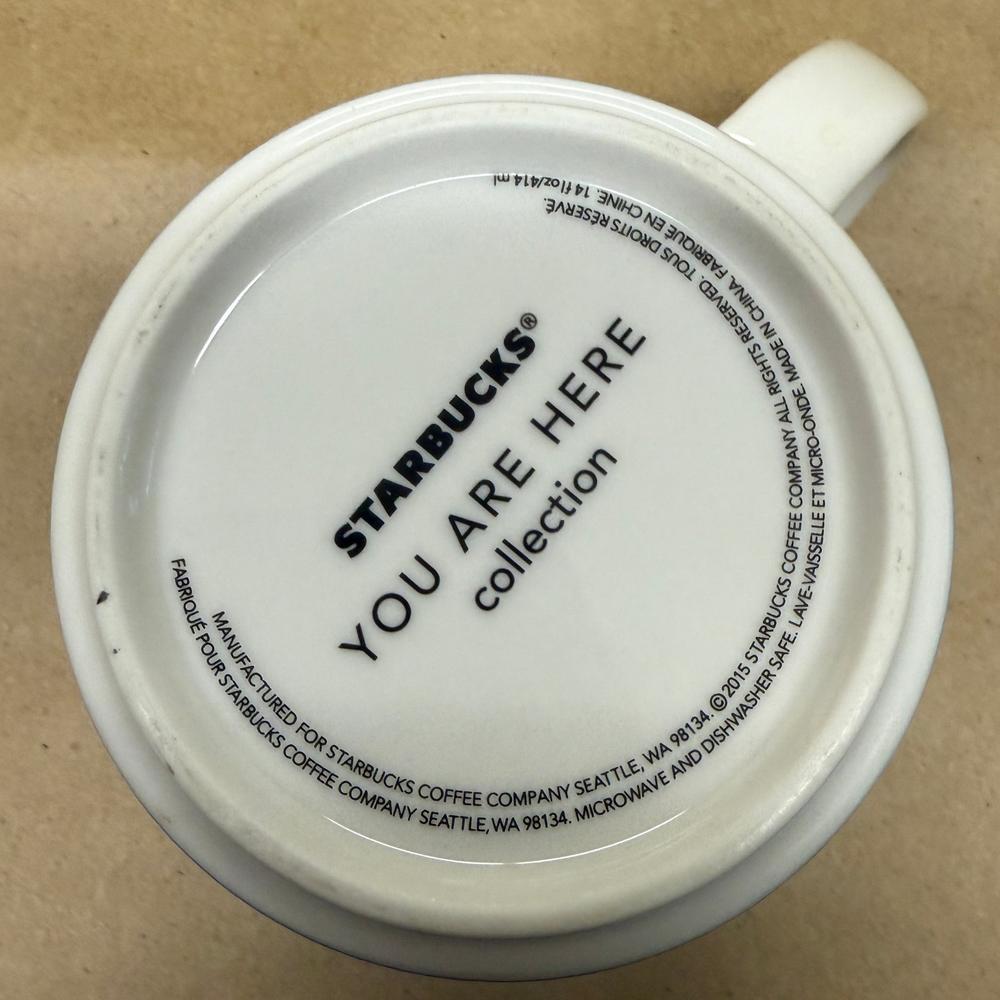 STARBUCKS®
YOU ARE HERE
collection
MANUFACTURED FOR STARBUCKS COFFEE COMPANY SEATTLE, WA 98134. ©2015 STARBUCKS COFFEE COMPANY ALL RIGHTS RESERVED. TOUS DROITS RÉSERVÉ.
FABRIQUÉ POUR STARBUCKS COFFEE COMPANY SEATTLE, WA 98134. MICROWAVE AND DISHWASHER SAFE. LAVE-VAISSELLE ET MICRO-ONDE. MADE IN CHINA. FABRIQUÉ EN CHINE. 14 fl oz/414 ml